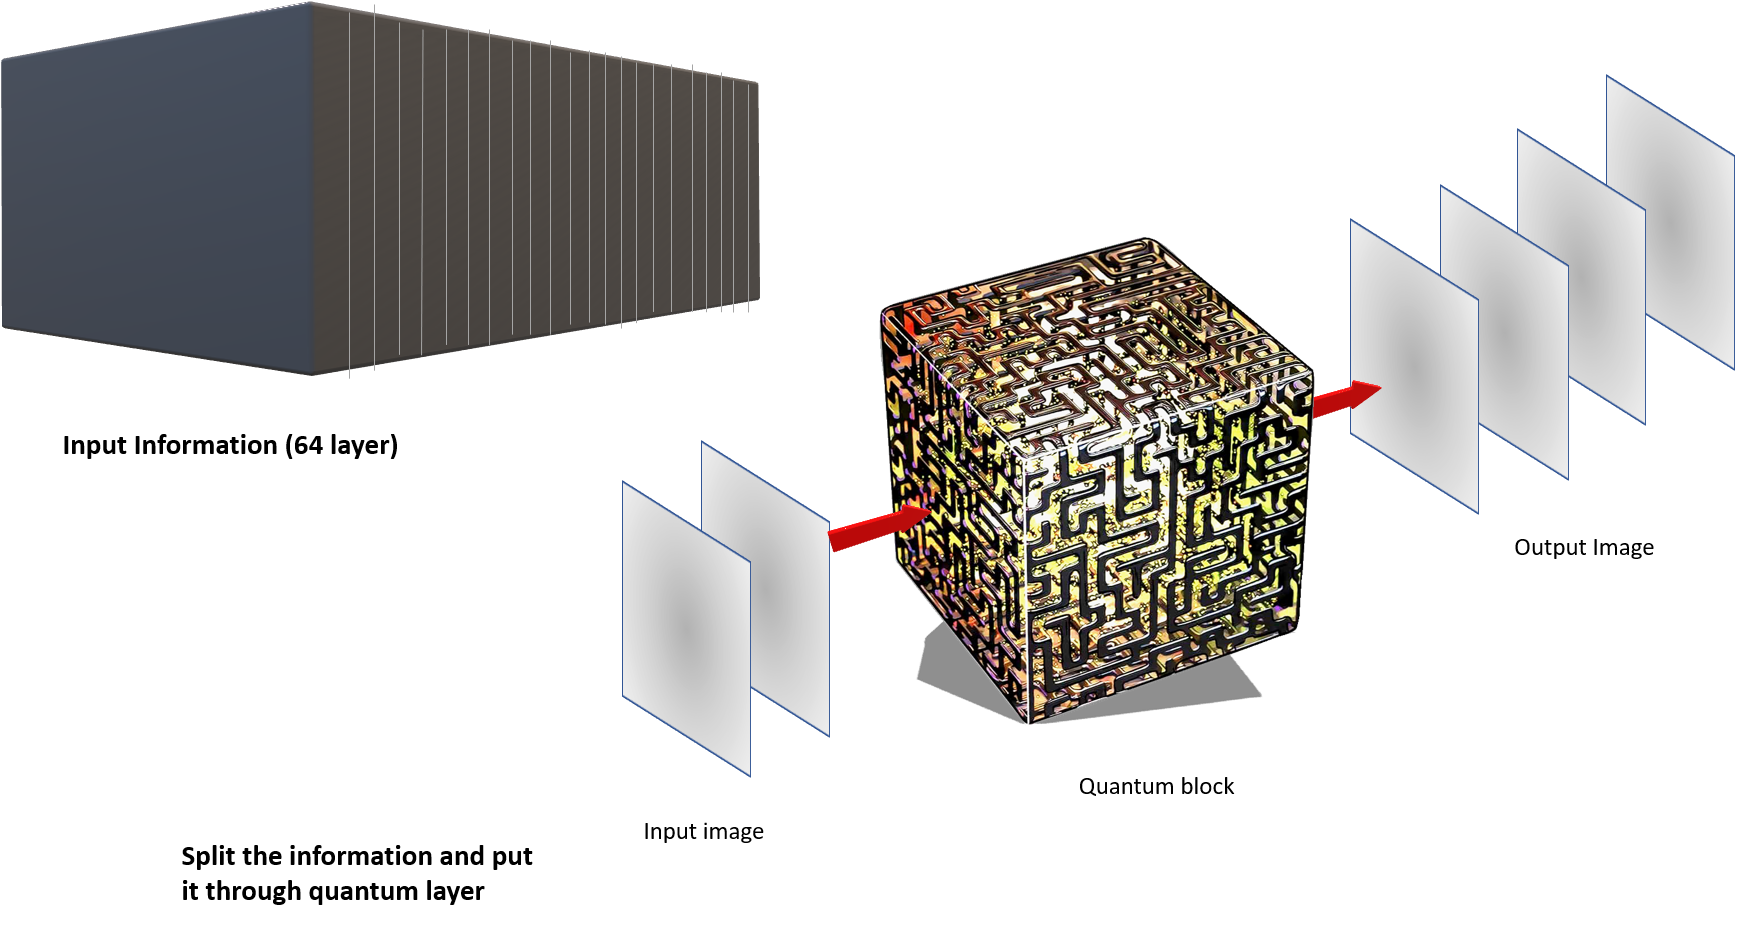 Input Information (64 layer)
Output Image
Quantum block
Input image
Split the information and put
it through quantum layer